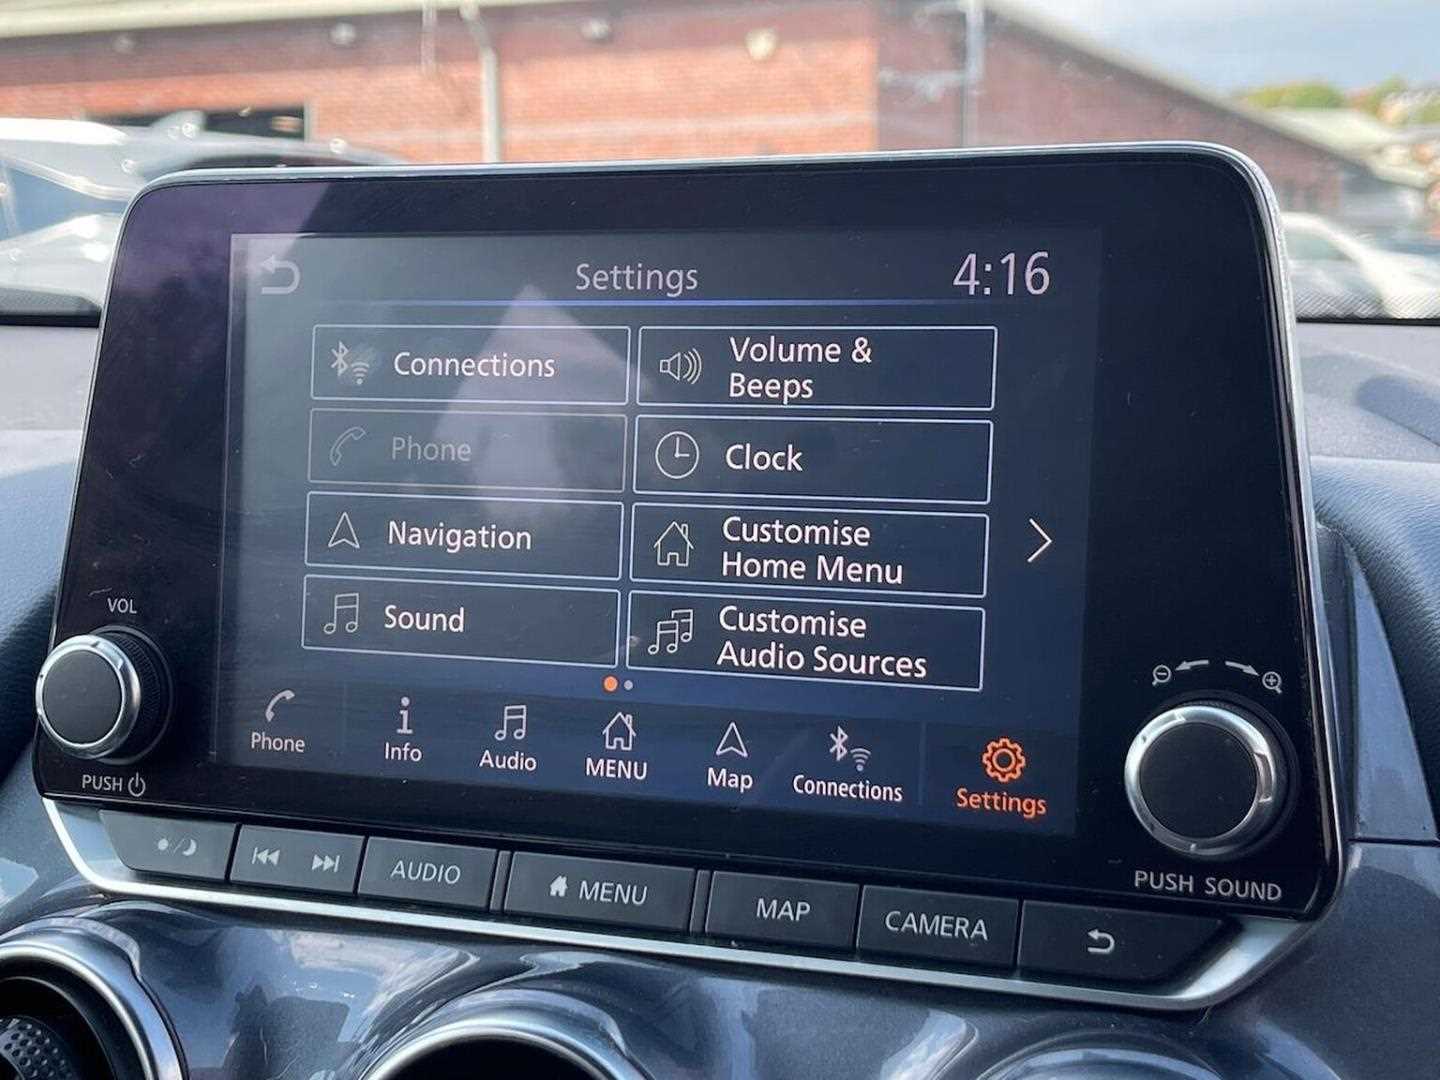 Settings
4:16
Connections
Volume &
Beeps
Phone
Clock
Navigation
Customise
Home Menu
Sound
Customise
Audio Sources
Phone
Info
Audio
MENU
Map
Connections
Settings
VOL
PUSH
PUSH SOUND
AUDIO
MENU
MAP
CAMERA